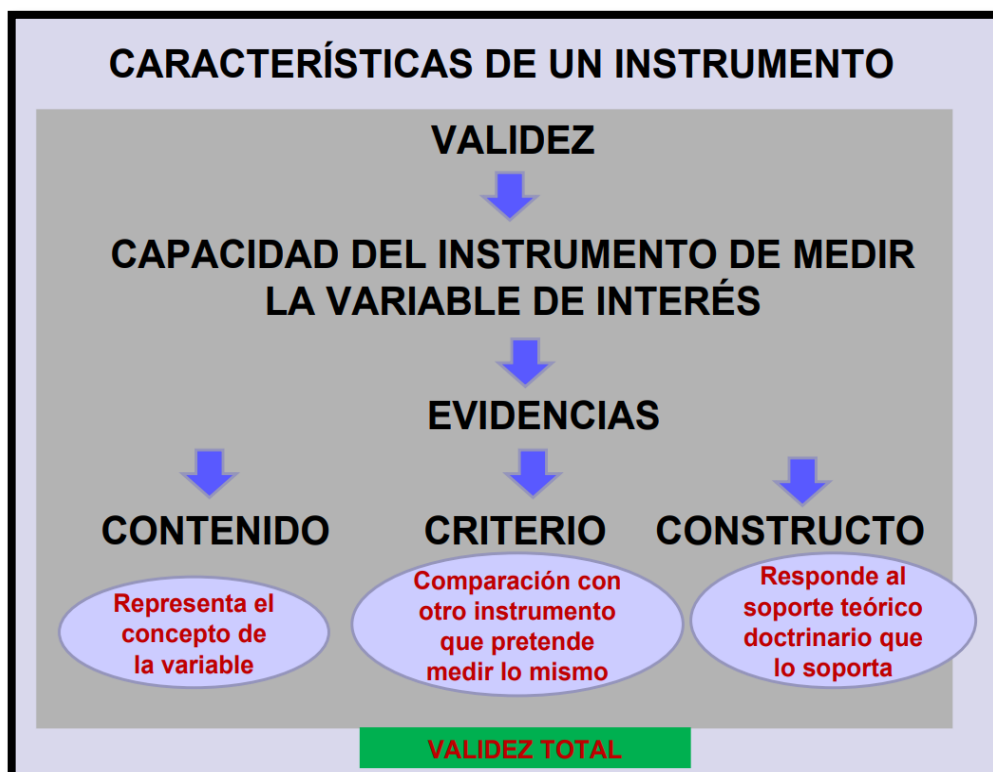 CARACTERÍSTICAS DE UN INSTRUMENTO
VALIDEZ
CAPACIDAD DEL INSTRUMENTO DE MEDIR
LA VARIABLE DE INTERÉS
EVIDENCIAS
CONTENIDO
Representa el
concepto de
la variable
CRITERIO
Comparación con
otro instrumento
que pretende
medir lo mismo
CONSTRUCTO
Responde al
soporte teórico
doctrinario que
lo soporta
VALIDEZ TOTAL